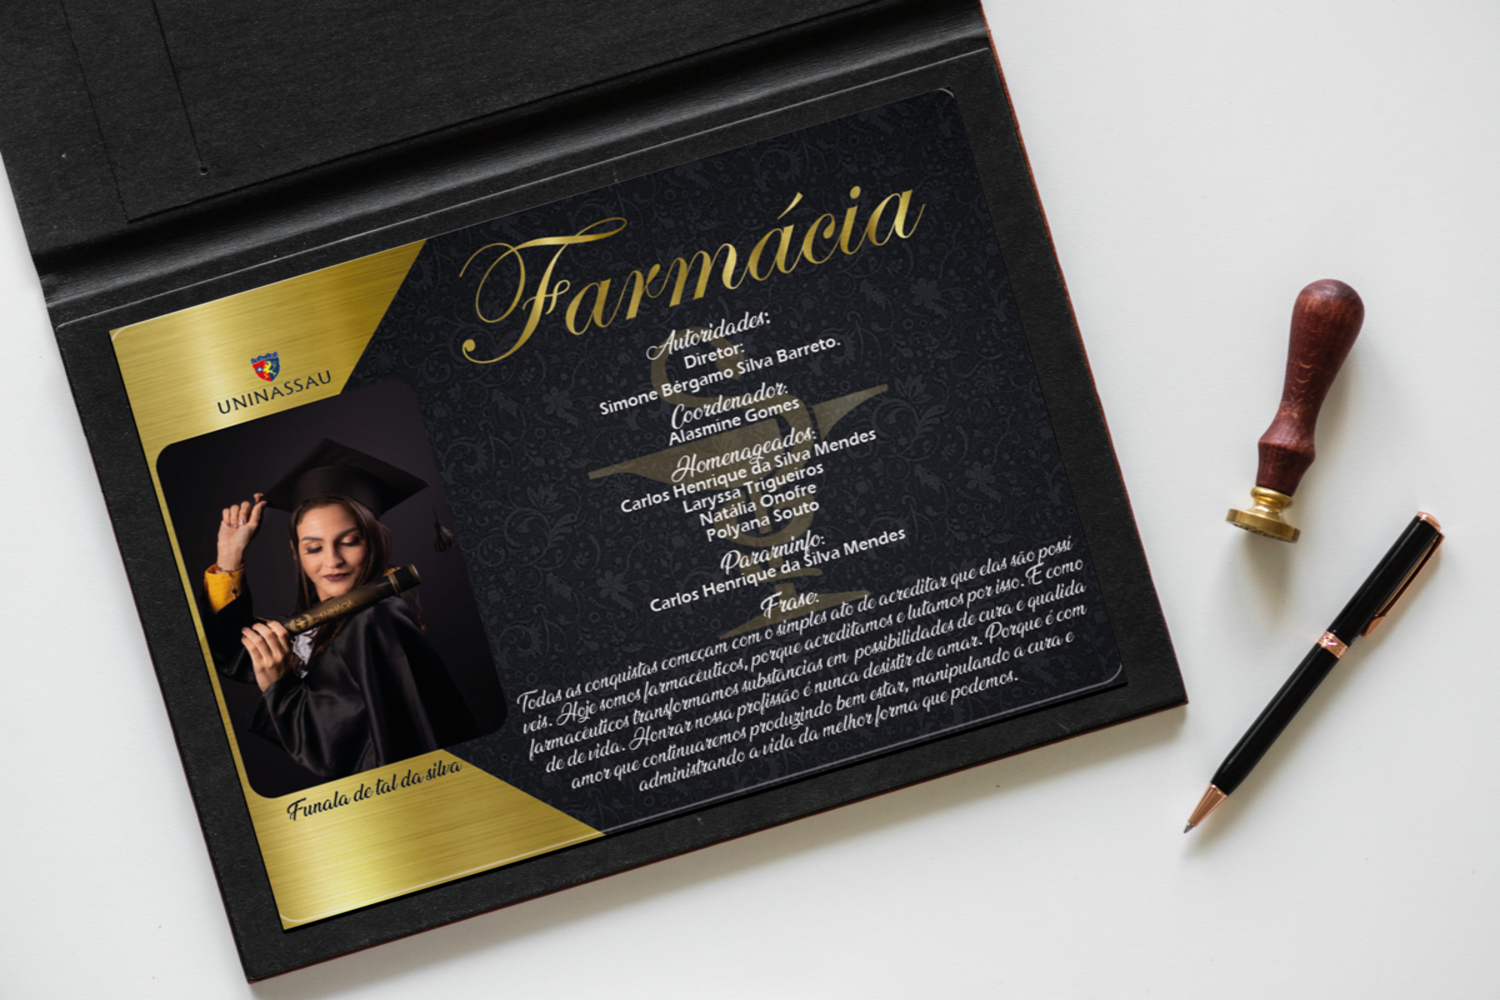 Farmácia
UNINASSAU
Autoridades:
Diretor:
Simone Bérgamo Silva Barreto.
Coordenador:
Alasmine Gomes
Homenageados:
Carlos Henrique da Silva Mendes
Laryssa Trigueiros
Natália Onofre
Polyana Souto
Pararninfo:
Carlos Henrique da Silva Mendes
Frase:
Todas as conquistas começam com o simples ato de acreditar que elas são possí
veis. Hoje somos farmacêuticos, porque acreditamos e lutamos por isso. E como
farmacêuticos transformamos substancias em possibilidades de cura e qualida
de de vida. Honrar nossa profissão é nunca desistir de amar. Porque é com
amor que continuaremos produzindo bem estar, manipulando a cura e
administrando a vida da melhor forma que podemos.
Funala de tal da silva